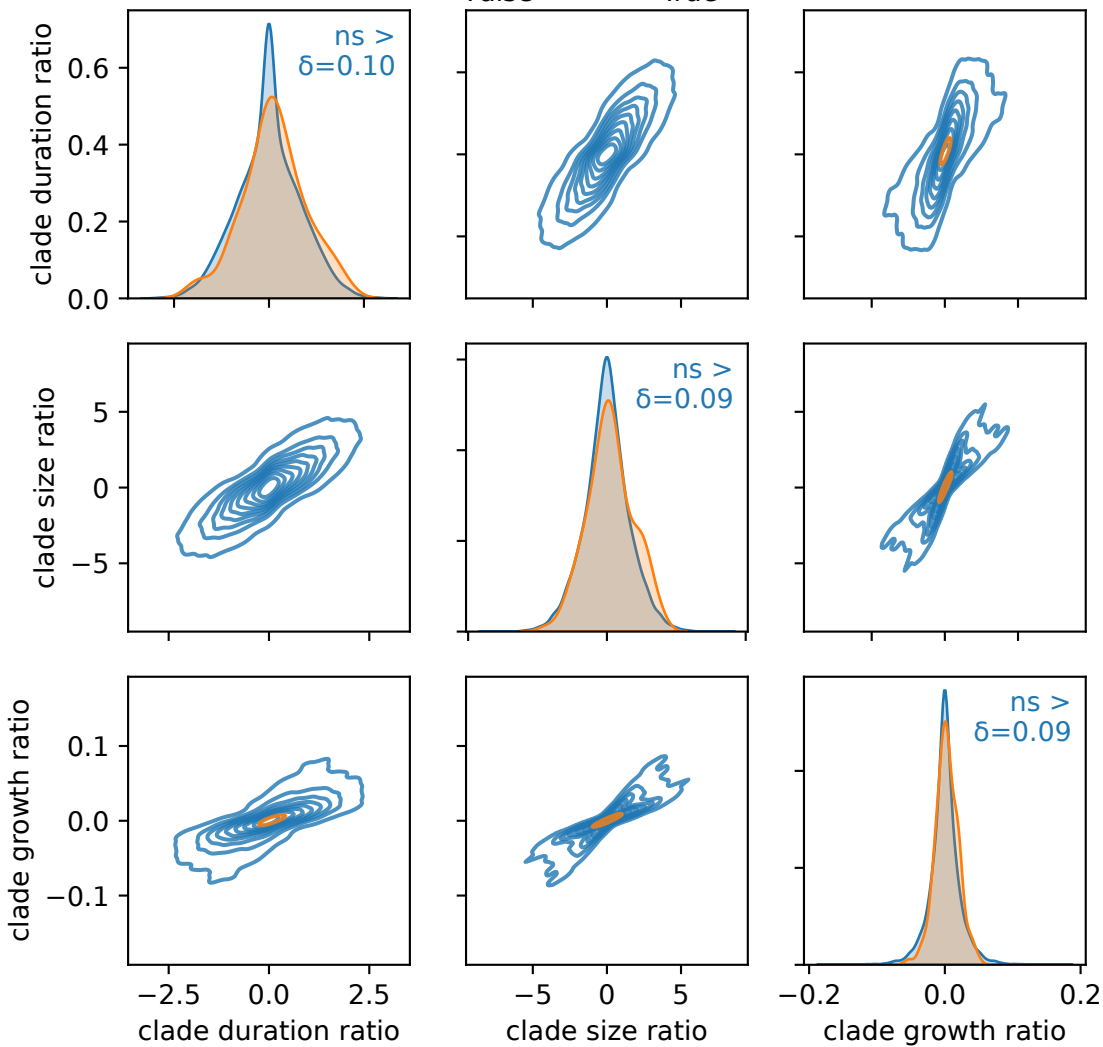 clade duration ratio
0.6
0.4
0.2
0.0
ns >
δ=0.10
clade size ratio
5
0
−5
ns >
δ=0.09
clade growth ratio
0.1
0.0
−0.1
ns >
δ=0.09
−2.5 0.0 2.5
−5 0 5
−0.2 0.0 0.2
clade duration ratio
clade size ratio
clade growth ratio